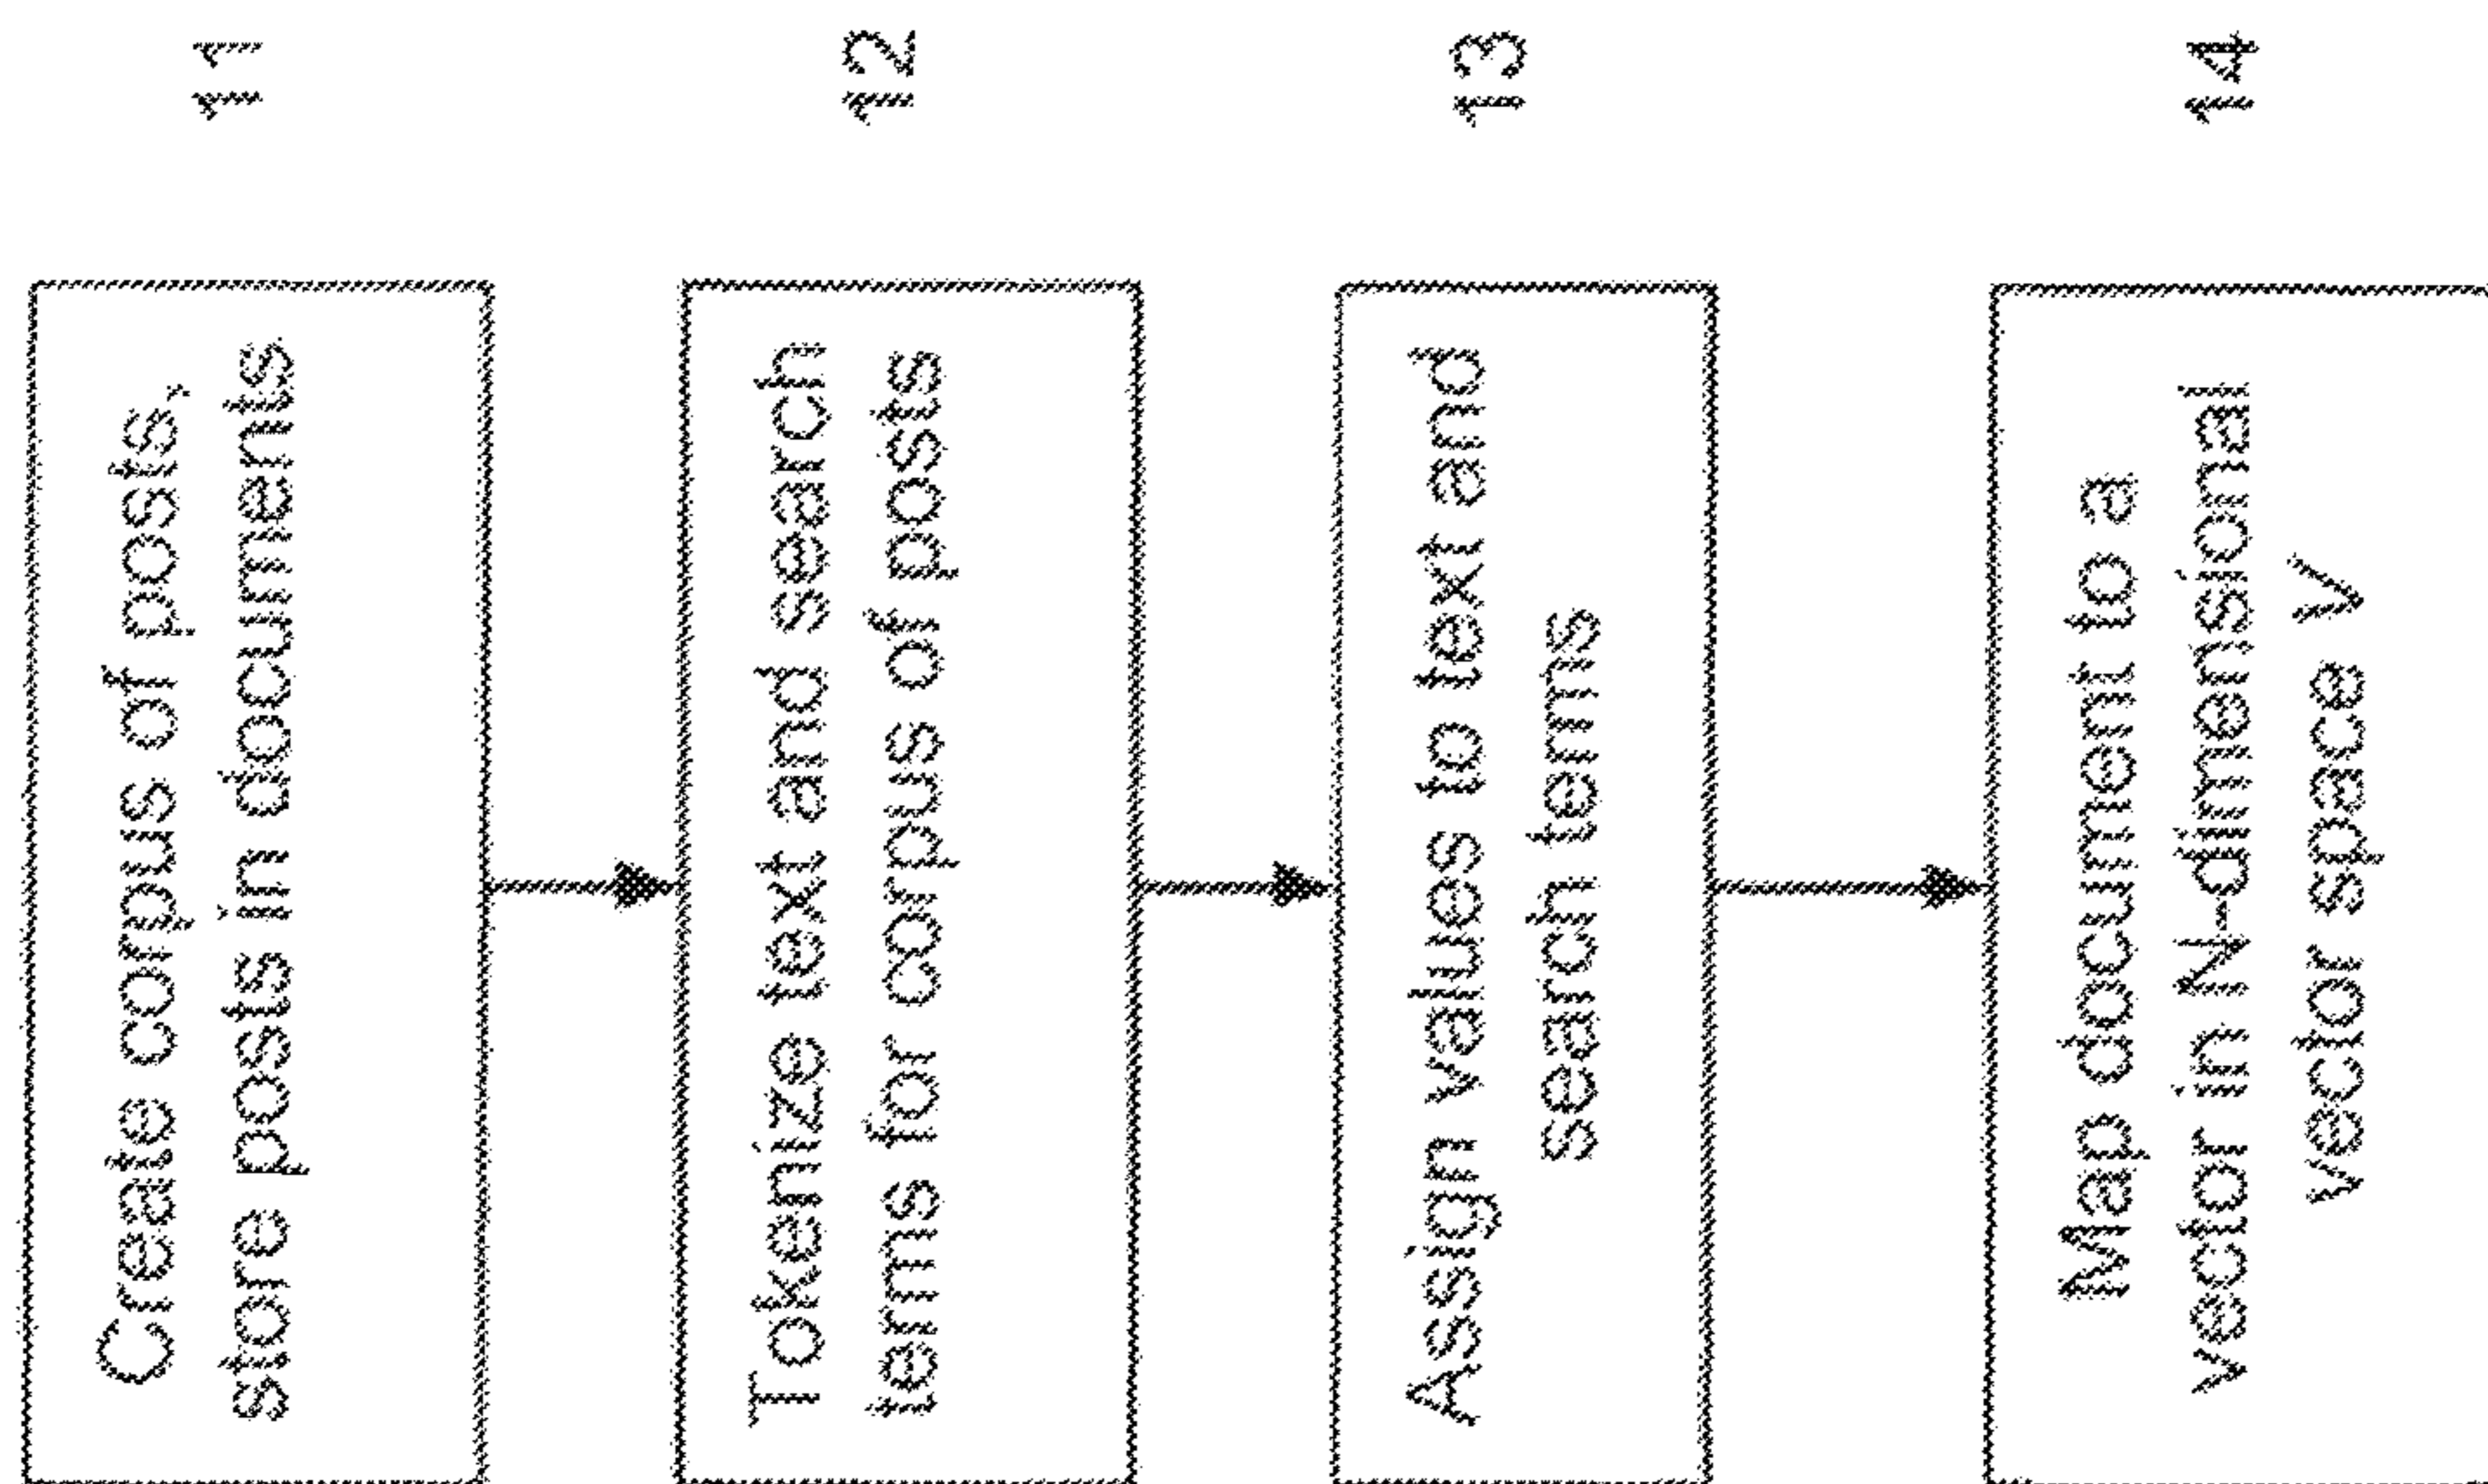 Create corpus of posts,
store posts in documents
11
Tokenize text and search
terms for corpus of posts
12
Assign values to text and
search terms
13
Map document to a
vector in N-dimensional
vector space V
14